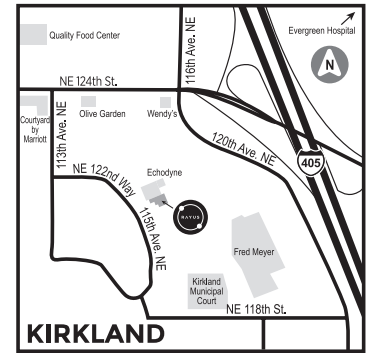 Evergreen Hospital
Quality Food Center
N
116th Ave. NE
NE 124th St.
Courtyard
by
Marriott
Olive Garden
Wendy's
113th Ave. NE
120th Ave. NE
405
NE 122nd Way
Echodyne
115th Ave. NE
RAYUS
Fred Meyer
Kirkland
Municipal
Court
NE 118th St.
KIRKLAND